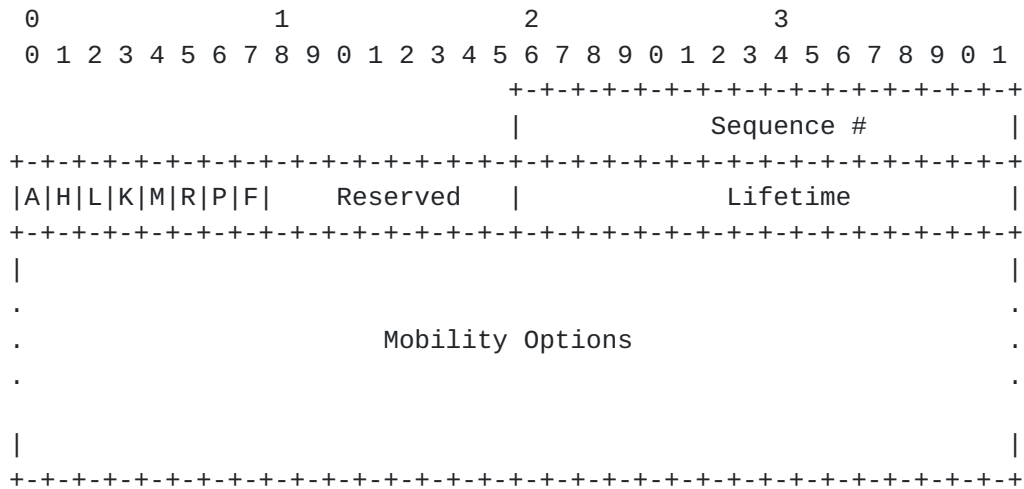 0                   1                   2                   3
 0 1 2 3 4 5 6 7 8 9 0 1 2 3 4 5 6 7 8 9 0 1 2 3 4 5 6 7 8 9 0 1
                                +-+-+-+-+-+-+-+-+-+-+-+-+-+-+-+-+
                                |            Sequence #         |
+-+-+-+-+-+-+-+-+-+-+-+-+-+-+-+-+-+-+-+-+-+-+-+-+-+-+-+-+-+-+-+-+
|A|H|L|K|M|R|P|F|    Reserved   |             Lifetime          |
+-+-+-+-+-+-+-+-+-+-+-+-+-+-+-+-+-+-+-+-+-+-+-+-+-+-+-+-+-+-+-+-+
|                                                               |
.                                                               .
.                       Mobility Options                        .
.                                                               .
|                                                               |
+-+-+-+-+-+-+-+-+-+-+-+-+-+-+-+-+-+-+-+-+-+-+-+-+-+-+-+-+-+-+-+-+